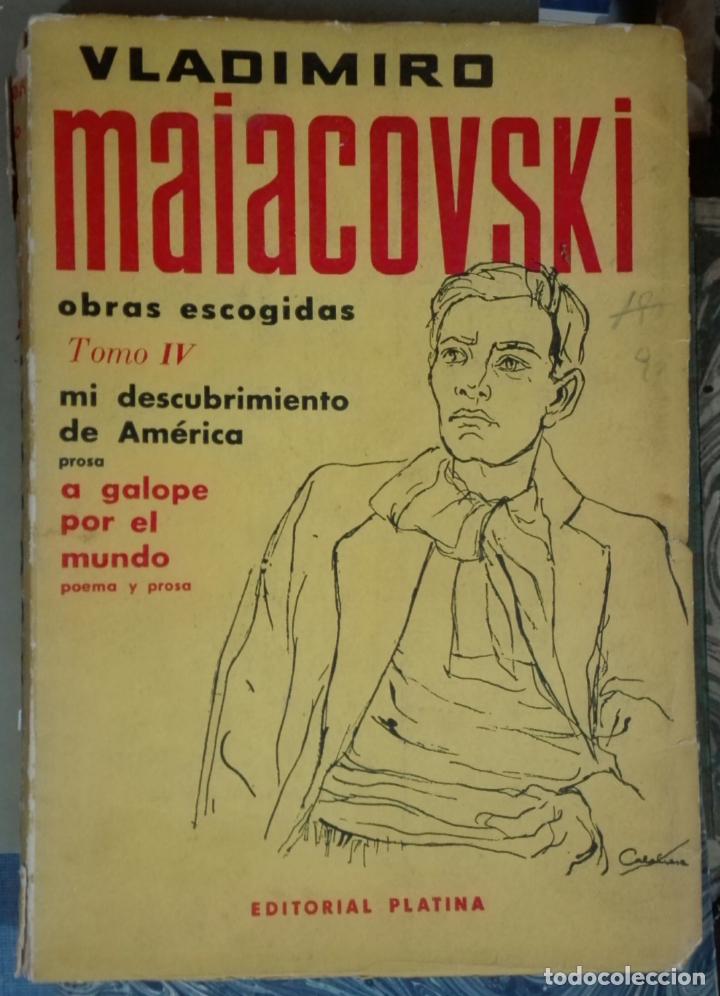 VLADIMIRO
maiacovski
obras escogidas
Tomo IV
mi descubrimiento
de América
prosa
a galope
por el
mundo
poema y prosa
EDITORIAL PLATINA
todocoleccion